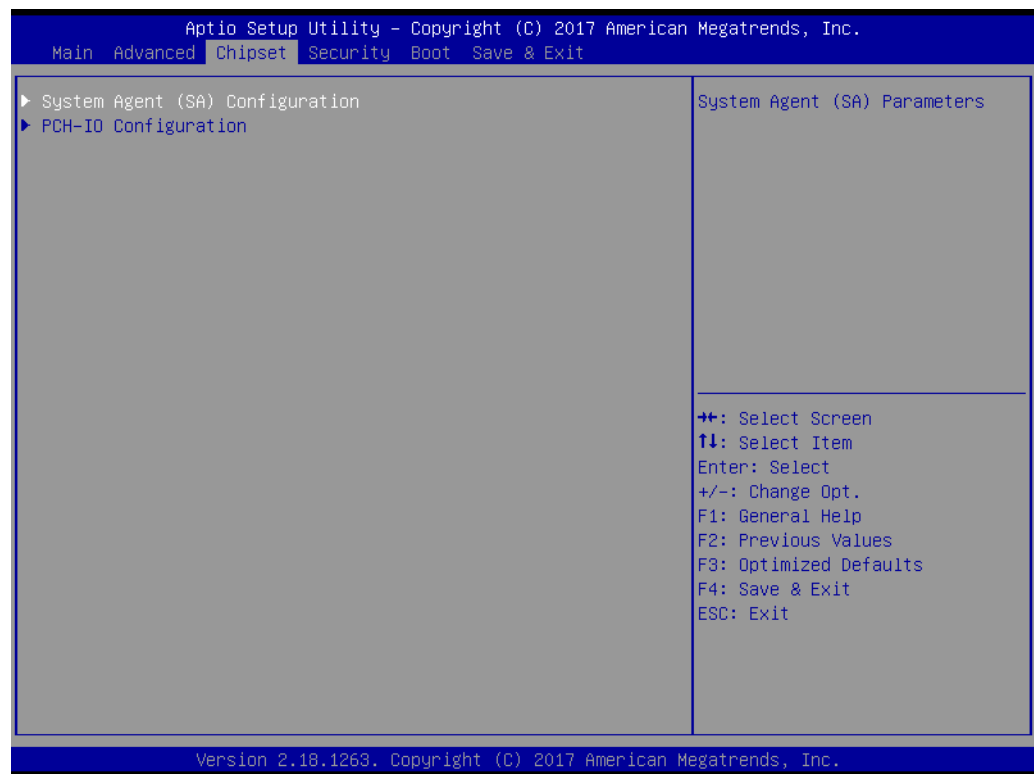 Aptio Setup Utility – Copyright (C) 2017 American Megatrends, Inc.
Main Advanced Chipset Security Boot Save & Exit
▶ System Agent (SA) Configuration
▶ PCH-IO Configuration
System Agent (SA) Parameters
→←: Select Screen
↑↓: Select Item
Enter: Select
+/-: Change Opt.
F1: General Help
F2: Previous Values
F3: Optimized Defaults
F4: Save & Exit
ESC: Exit
Version 2.18.1263. Copyright (C) 2017 American Megatrends, Inc.